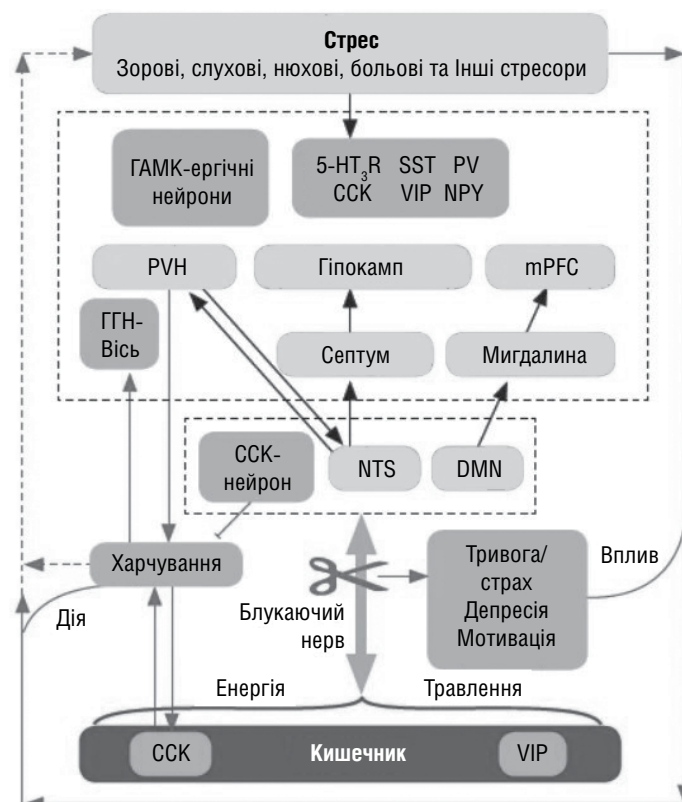 Стрес
Зорові, слухові, нюхові, больові та Інші стресори
ГАМК-ергічні
нейрони
5-HT₃R SST PV
CCK VIP NPY
PVH
Гіпокамп
mPFC
ГГН-
Вісь
Септум
Мигдалина
ССК-
нейрон
NTS
DMN
Харчування
Тривога/
страх
Депресія
Мотивація
Вплив
Дія
Блукаючий
нерв
Енергія
Травлення
CCK
Кишечник
VIP